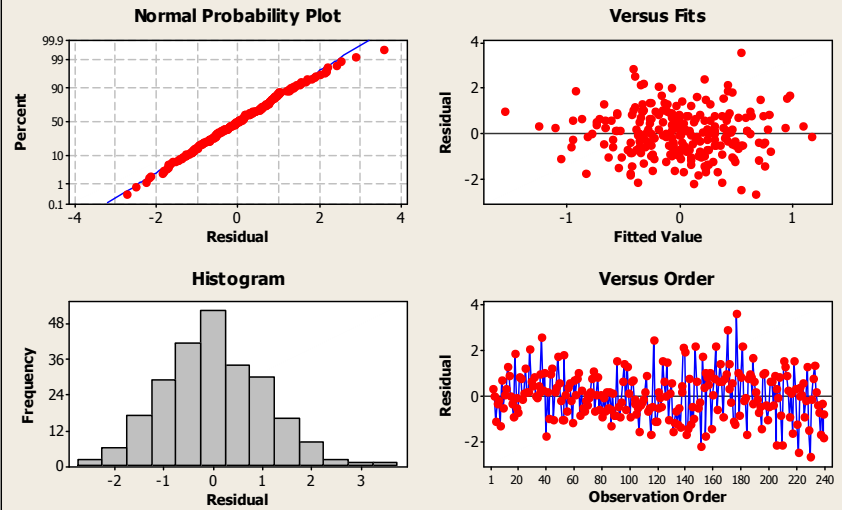 Normal Probability Plot
99.9
99
90
50
10
1
0.1
Percent
-4 -2 0 2 4
Residual
Versus Fits
4
2
0
-2
Residual
-1 0 1
Fitted Value
Histogram
48
36
24
12
0
Frequency
-2 -1 0 1 2 3
Residual
Versus Order
4
2
0
-2
Residual
1 20 40 60 80 100 120 140 160 180 200 220 240
Observation Order